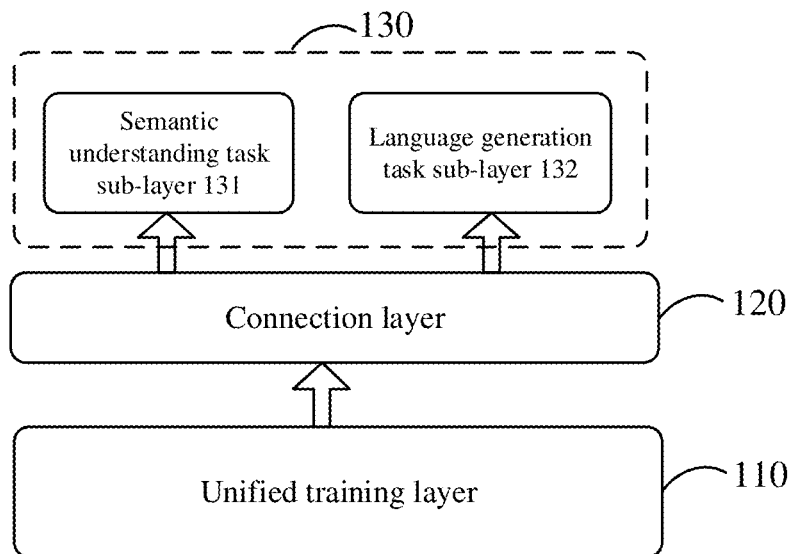 130
Semantic
understanding task
sub-layer 131
Language generation
task sub-layer 132
Connection layer
120
Unified training layer
110